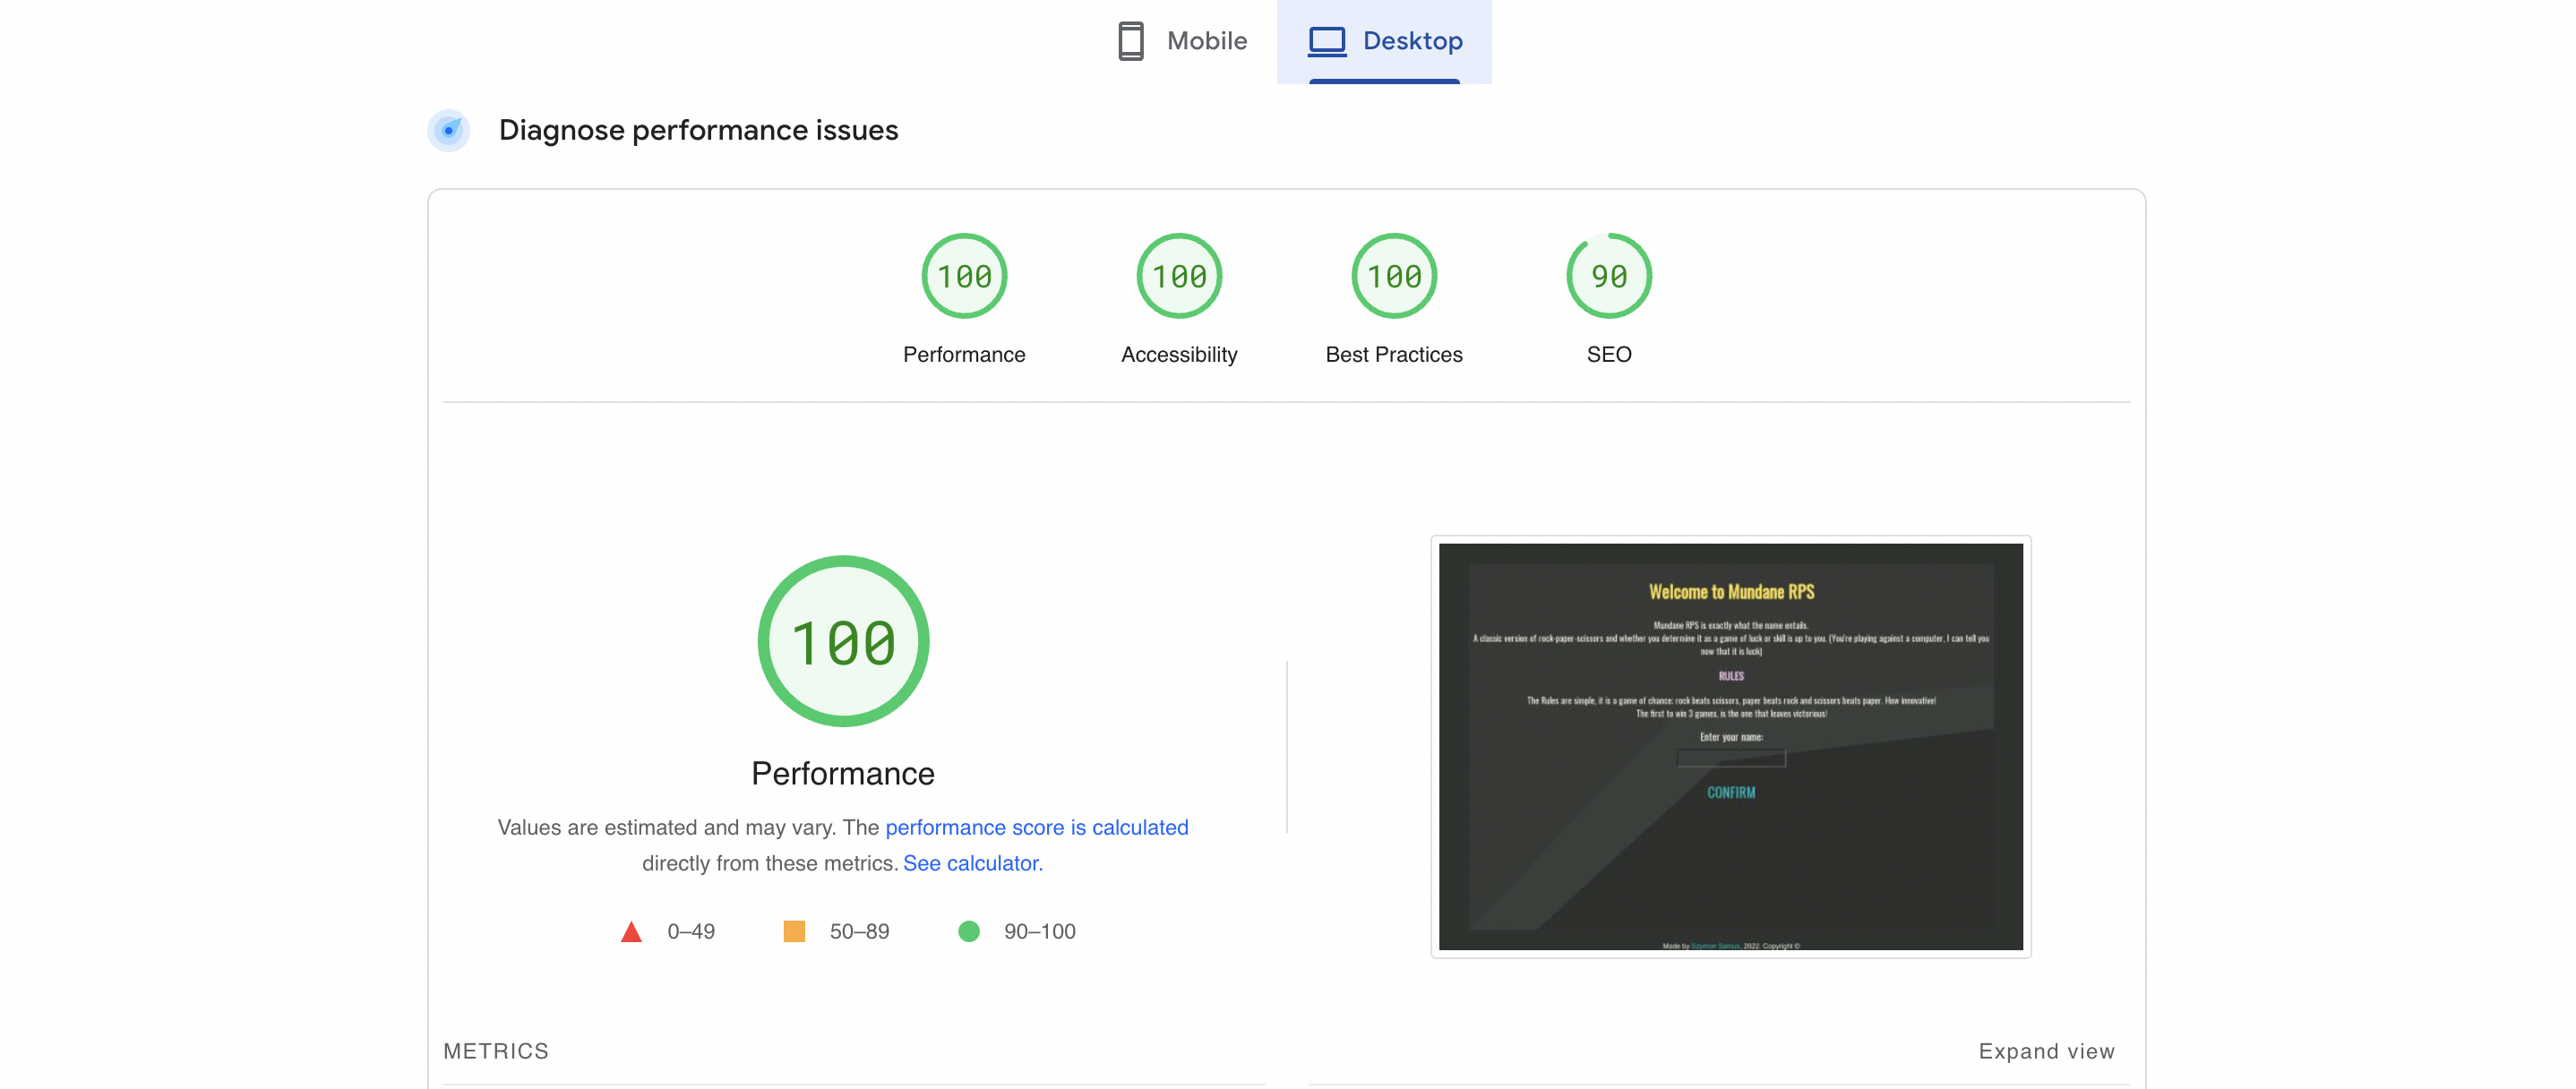 Mobile
Desktop
Diagnose performance issues
100
100
100
90
Performance
Accessibility
Best Practices
SEO
100
Performance
Values are estimated and may vary. The performance score is calculated
directly from these metrics. See calculator.
0–49
50–89
90–100
Welcome to Mundane RPS
Mundane RPS is exactly what the name entails.
A classic version of rock-paper-scissors and whether you determine it as a game of luck or skill is up to you. (You're playing against a computer, I can tell you
now that it is luck)
RULES
The Rules are simple, it is a game of chance: rock beats scissors, paper beats rock and scissors beats paper. How innovative!
The first to win 3 games, is the one that leaves victorious!
Enter your name:
CONFIRM
Made by Szymon , 2022. Copyright ©
METRICS
Expand view